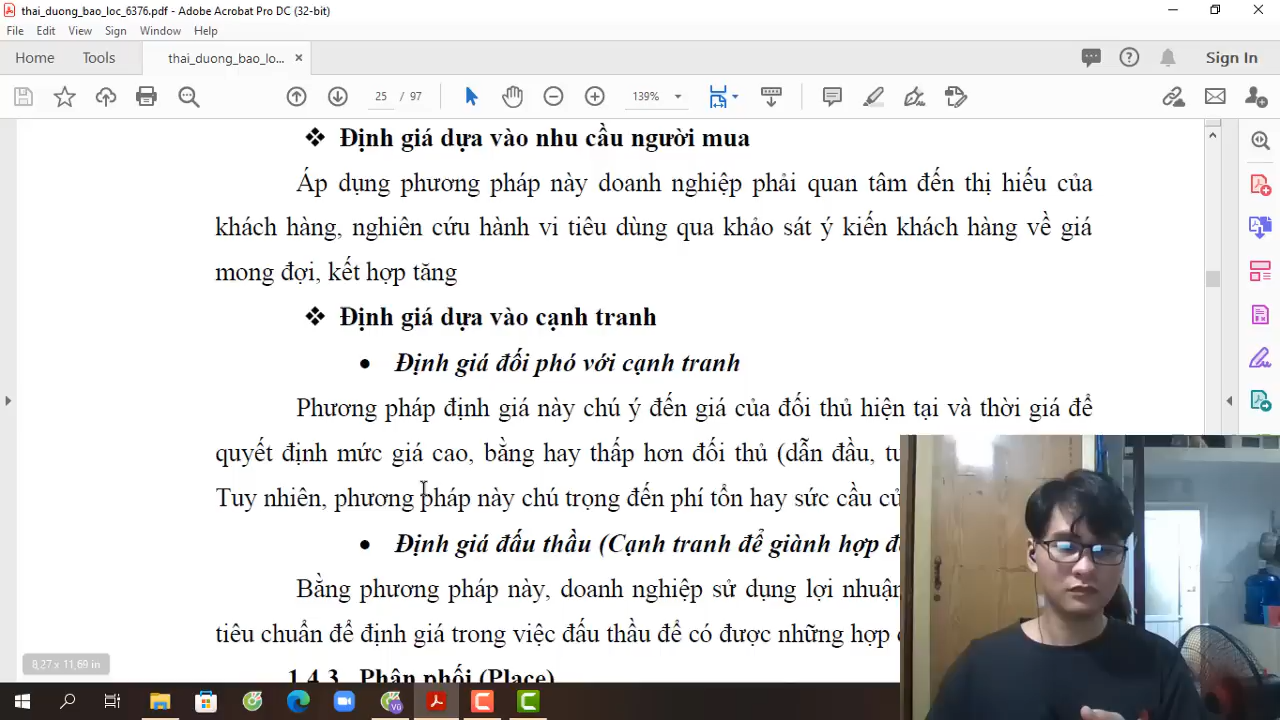 thai_duong_bao_loc_6376.pdf - Adobe Acrobat Pro DC (32-bit)
File Edit View Sign Window Help
Home Tools thai_duong_bao_lo... × Sign In
25 / 97 139%
❖ Định giá dựa vào nhu cầu người mua
Áp dụng phương pháp này doanh nghiệp phải quan tâm đến thị hiếu của
khách hàng, nghiên cứu hành vi tiêu dùng qua khảo sát ý kiến khách hàng về giá
mong đợi, kết hợp tăng
❖ Định giá dựa vào cạnh tranh
• Định giá đối phó với cạnh tranh
Phương pháp định giá này chú ý đến giá của đối thủ hiện tại và thời giá để
quyết định mức giá cao, bằng hay thấp hơn đối thủ (dẫn đầu,
Tuy nhiên, phương pháp này chú trọng đến phí tổn hay sức cầu
• Định giá đấu thầu (Cạnh tranh để giành hợp
Bằng phương pháp này, doanh nghiệp sử dụng lợi nhuận
tiêu chuẩn để định giá trong việc đấu thầu để có được những hợp
8,27 x 11,69 in
1.4.3 Phân phối (Place)